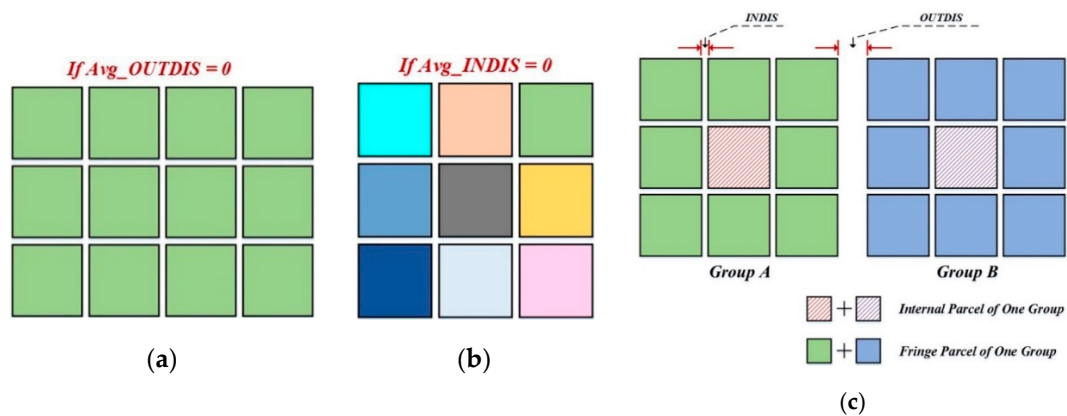 If Avg_OUTDIS = 0
(a)
If Avg_INDIS = 0
(b)
INDIS
OUTDIS
Group A
Group B
+ Internal Parcel of One Group
+ Fringe Parcel of One Group
(c)